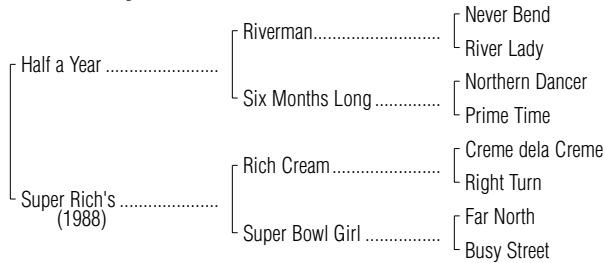 Never Bend
Riverman....................
River Lady
Half a Year .......................
Northern Dancer
Six Months Long .............
Prime Time
Creme dela Creme
Rich Cream......................
Right Turn
Super Rich's ....................
(1988)
Far North
Super Bowl Girl ...............
Busy Street